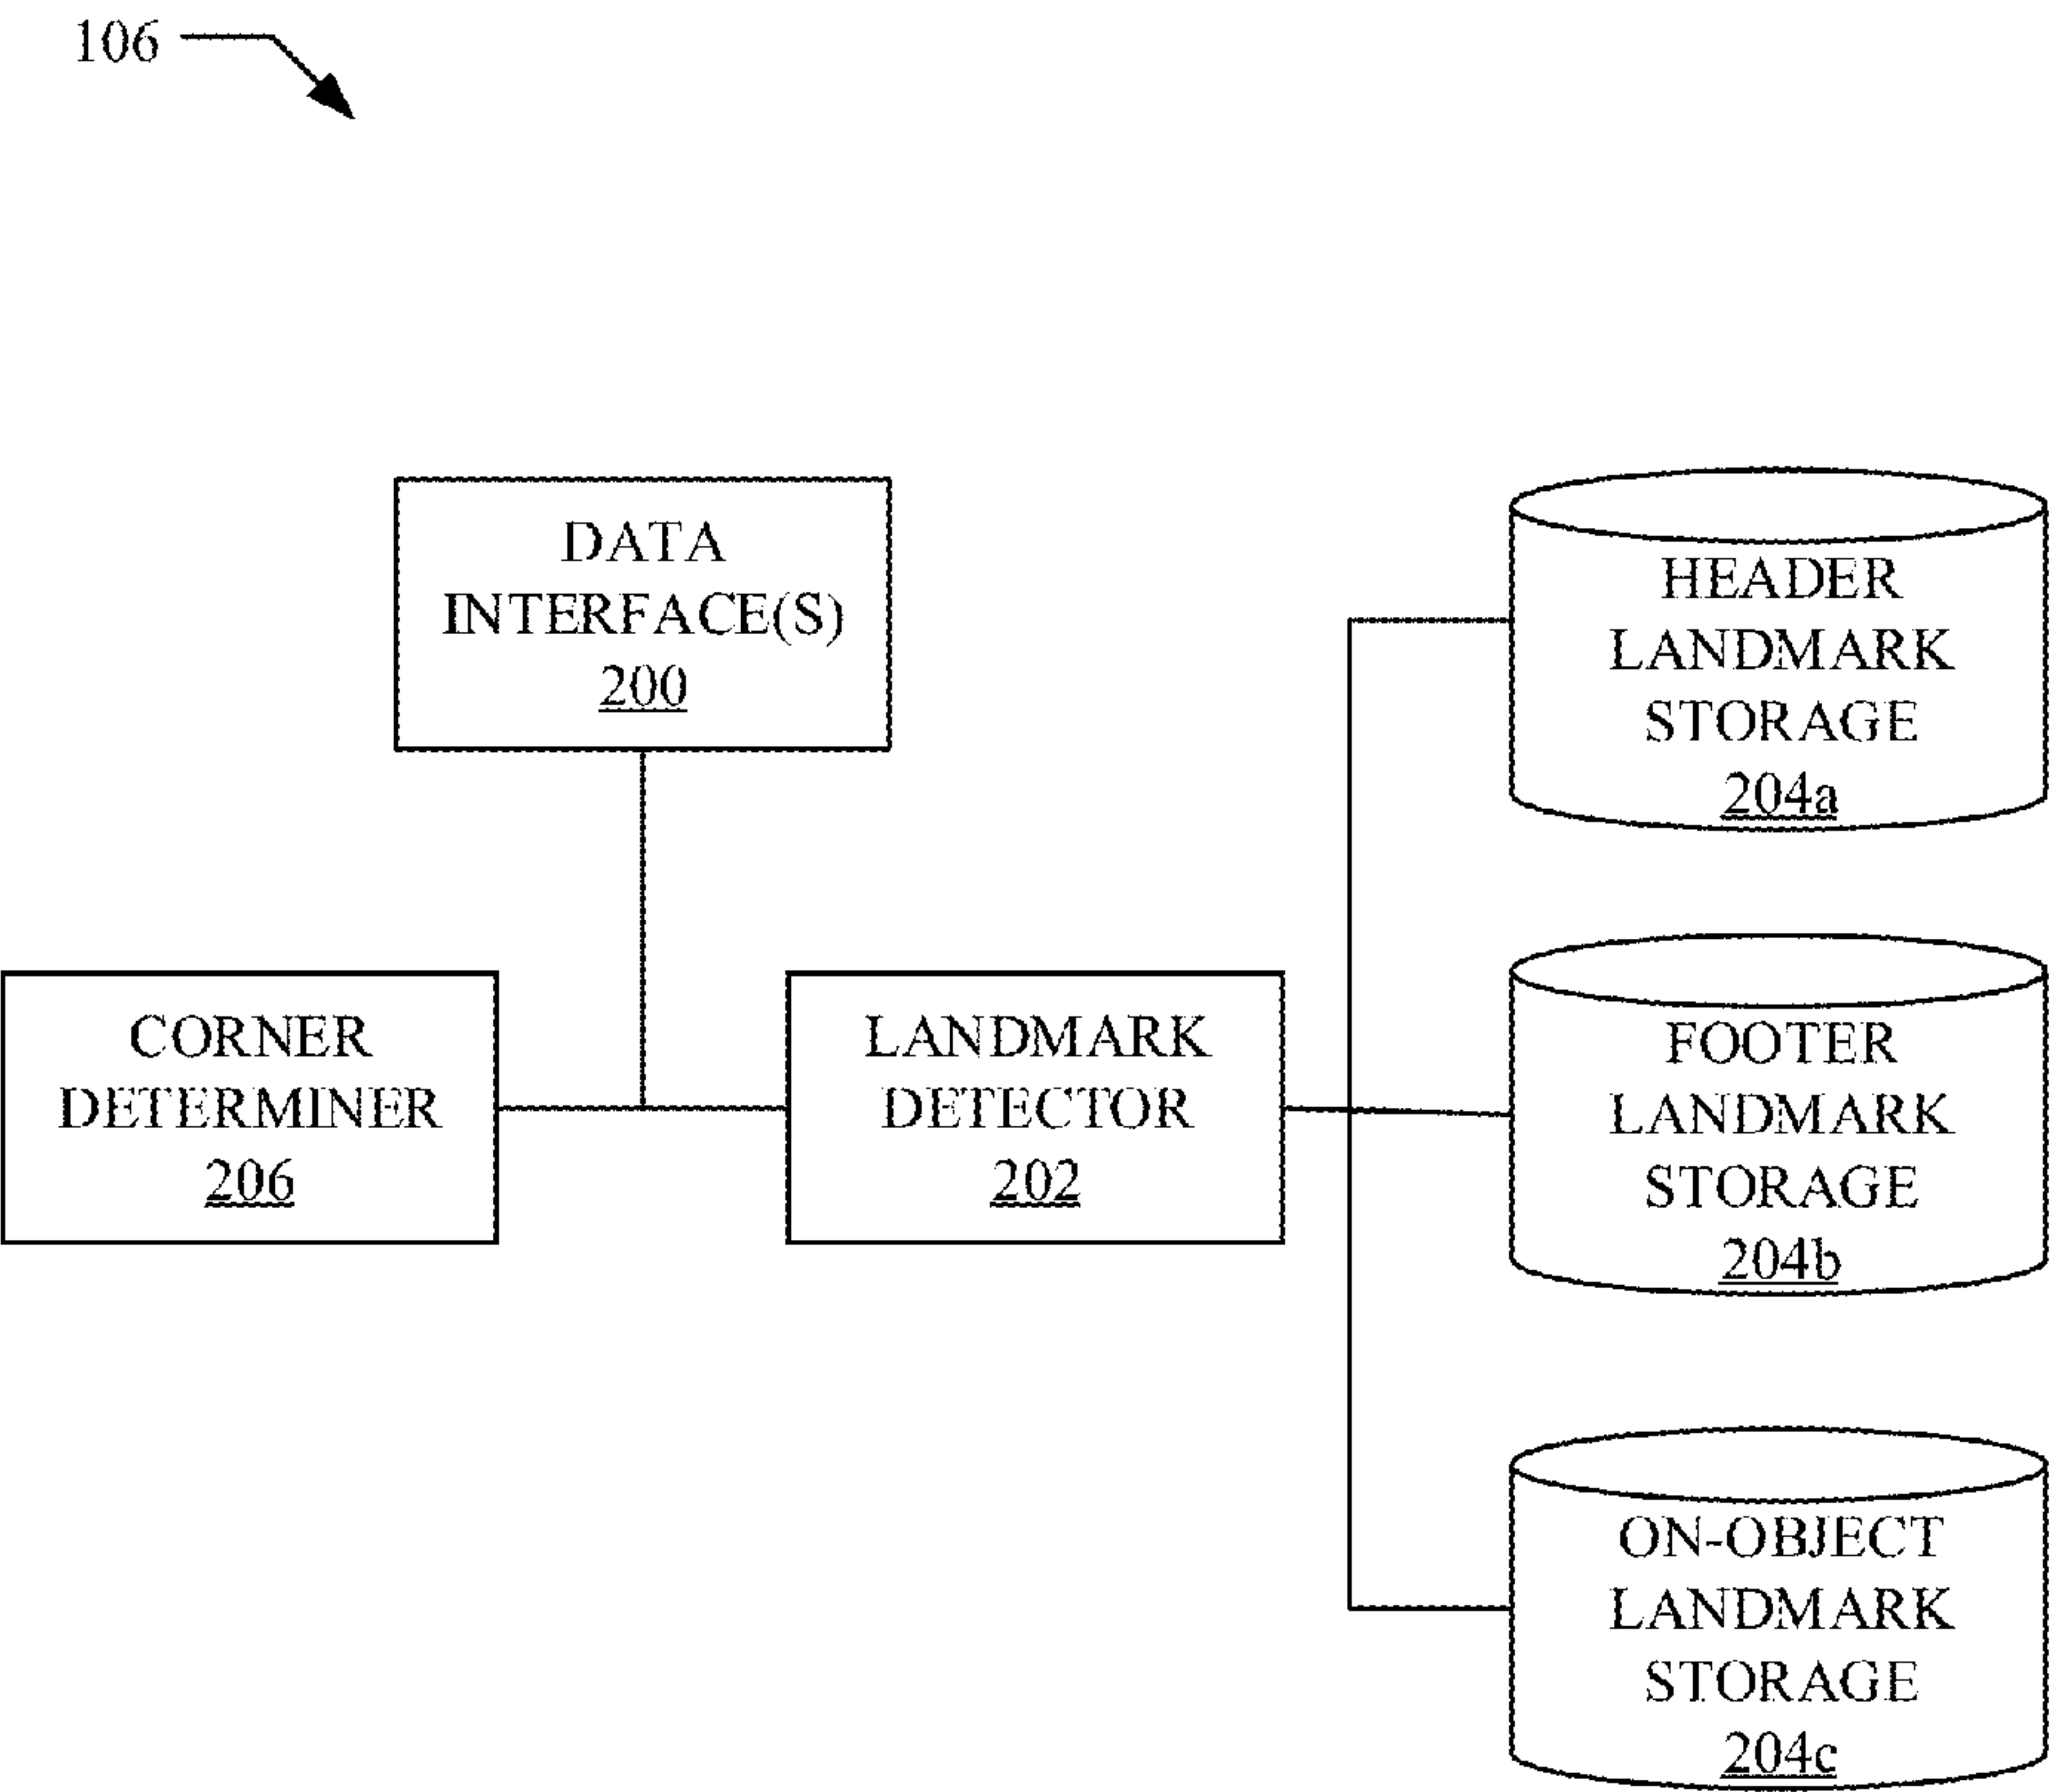 106
DATA
INTERFACE(S)
200
HEADER
LANDMARK
STORAGE
204a
CORNER
DETERMINER
206
LANDMARK
DETECTOR
202
FOOTER
LANDMARK
STORAGE
204b
ON-OBJECT
LANDMARK
STORAGE
204c